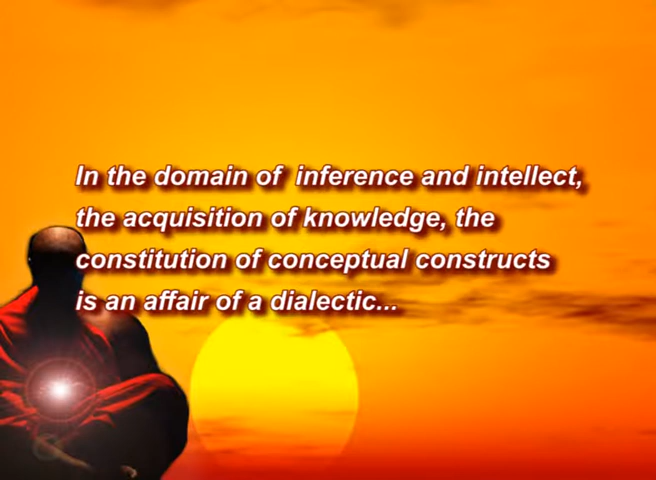 In the domain of  inference and intellect,
the acquisition of knowledge, the
constitution of conceptual constructs
is an affair of a dialectic...